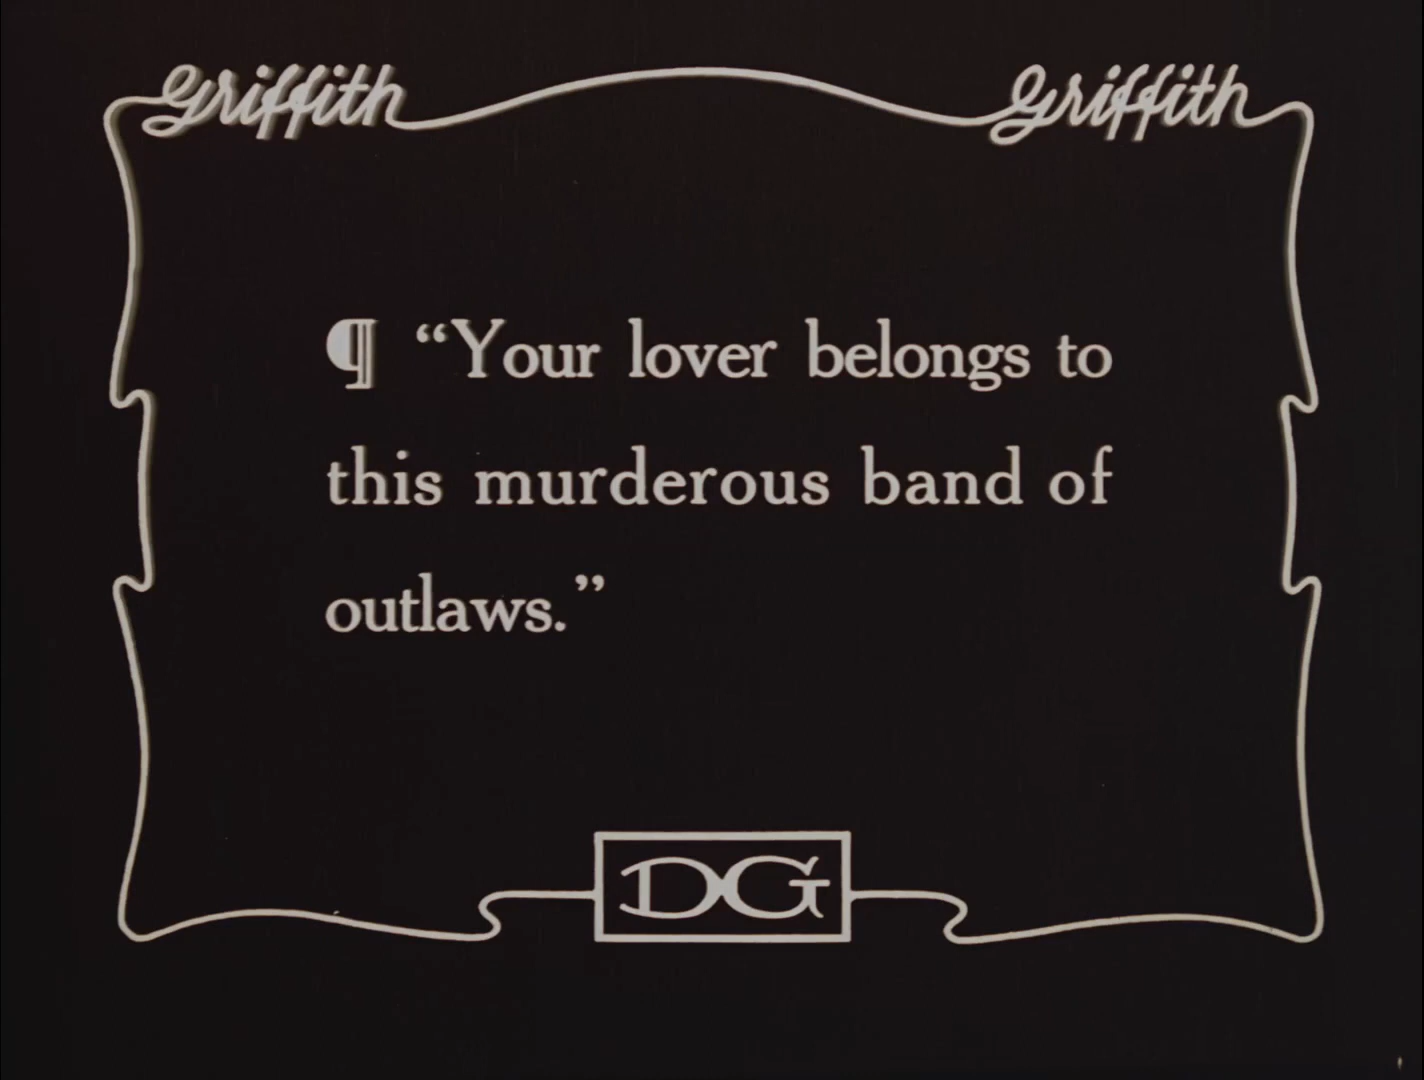 Griffith Griffith
¶ “Your lover belongs to
this murderous band of
outlaws.”
DG